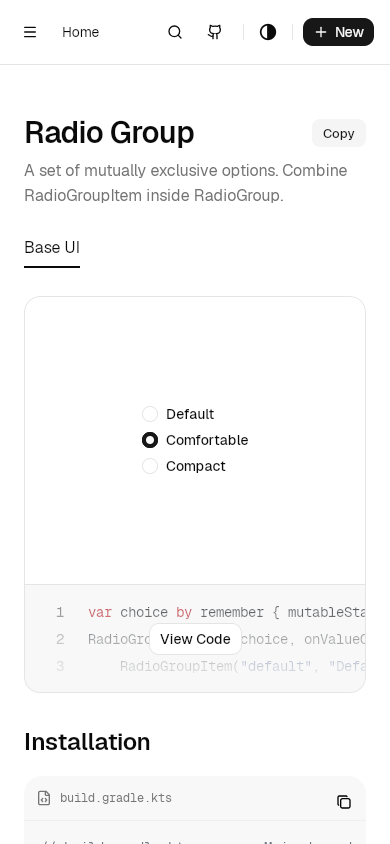 Home
New
Radio Group
Copy
A set of mutually exclusive options. Combine
RadioGroupItem inside RadioGroup.
Base UI
Default
Comfortable
Compact
1 var choice by remember { mutableSta
2 RadioGro choice, onValueC
View Code
3 RadioGroupItem("default", "Defa
Installation
build.gradle.kts